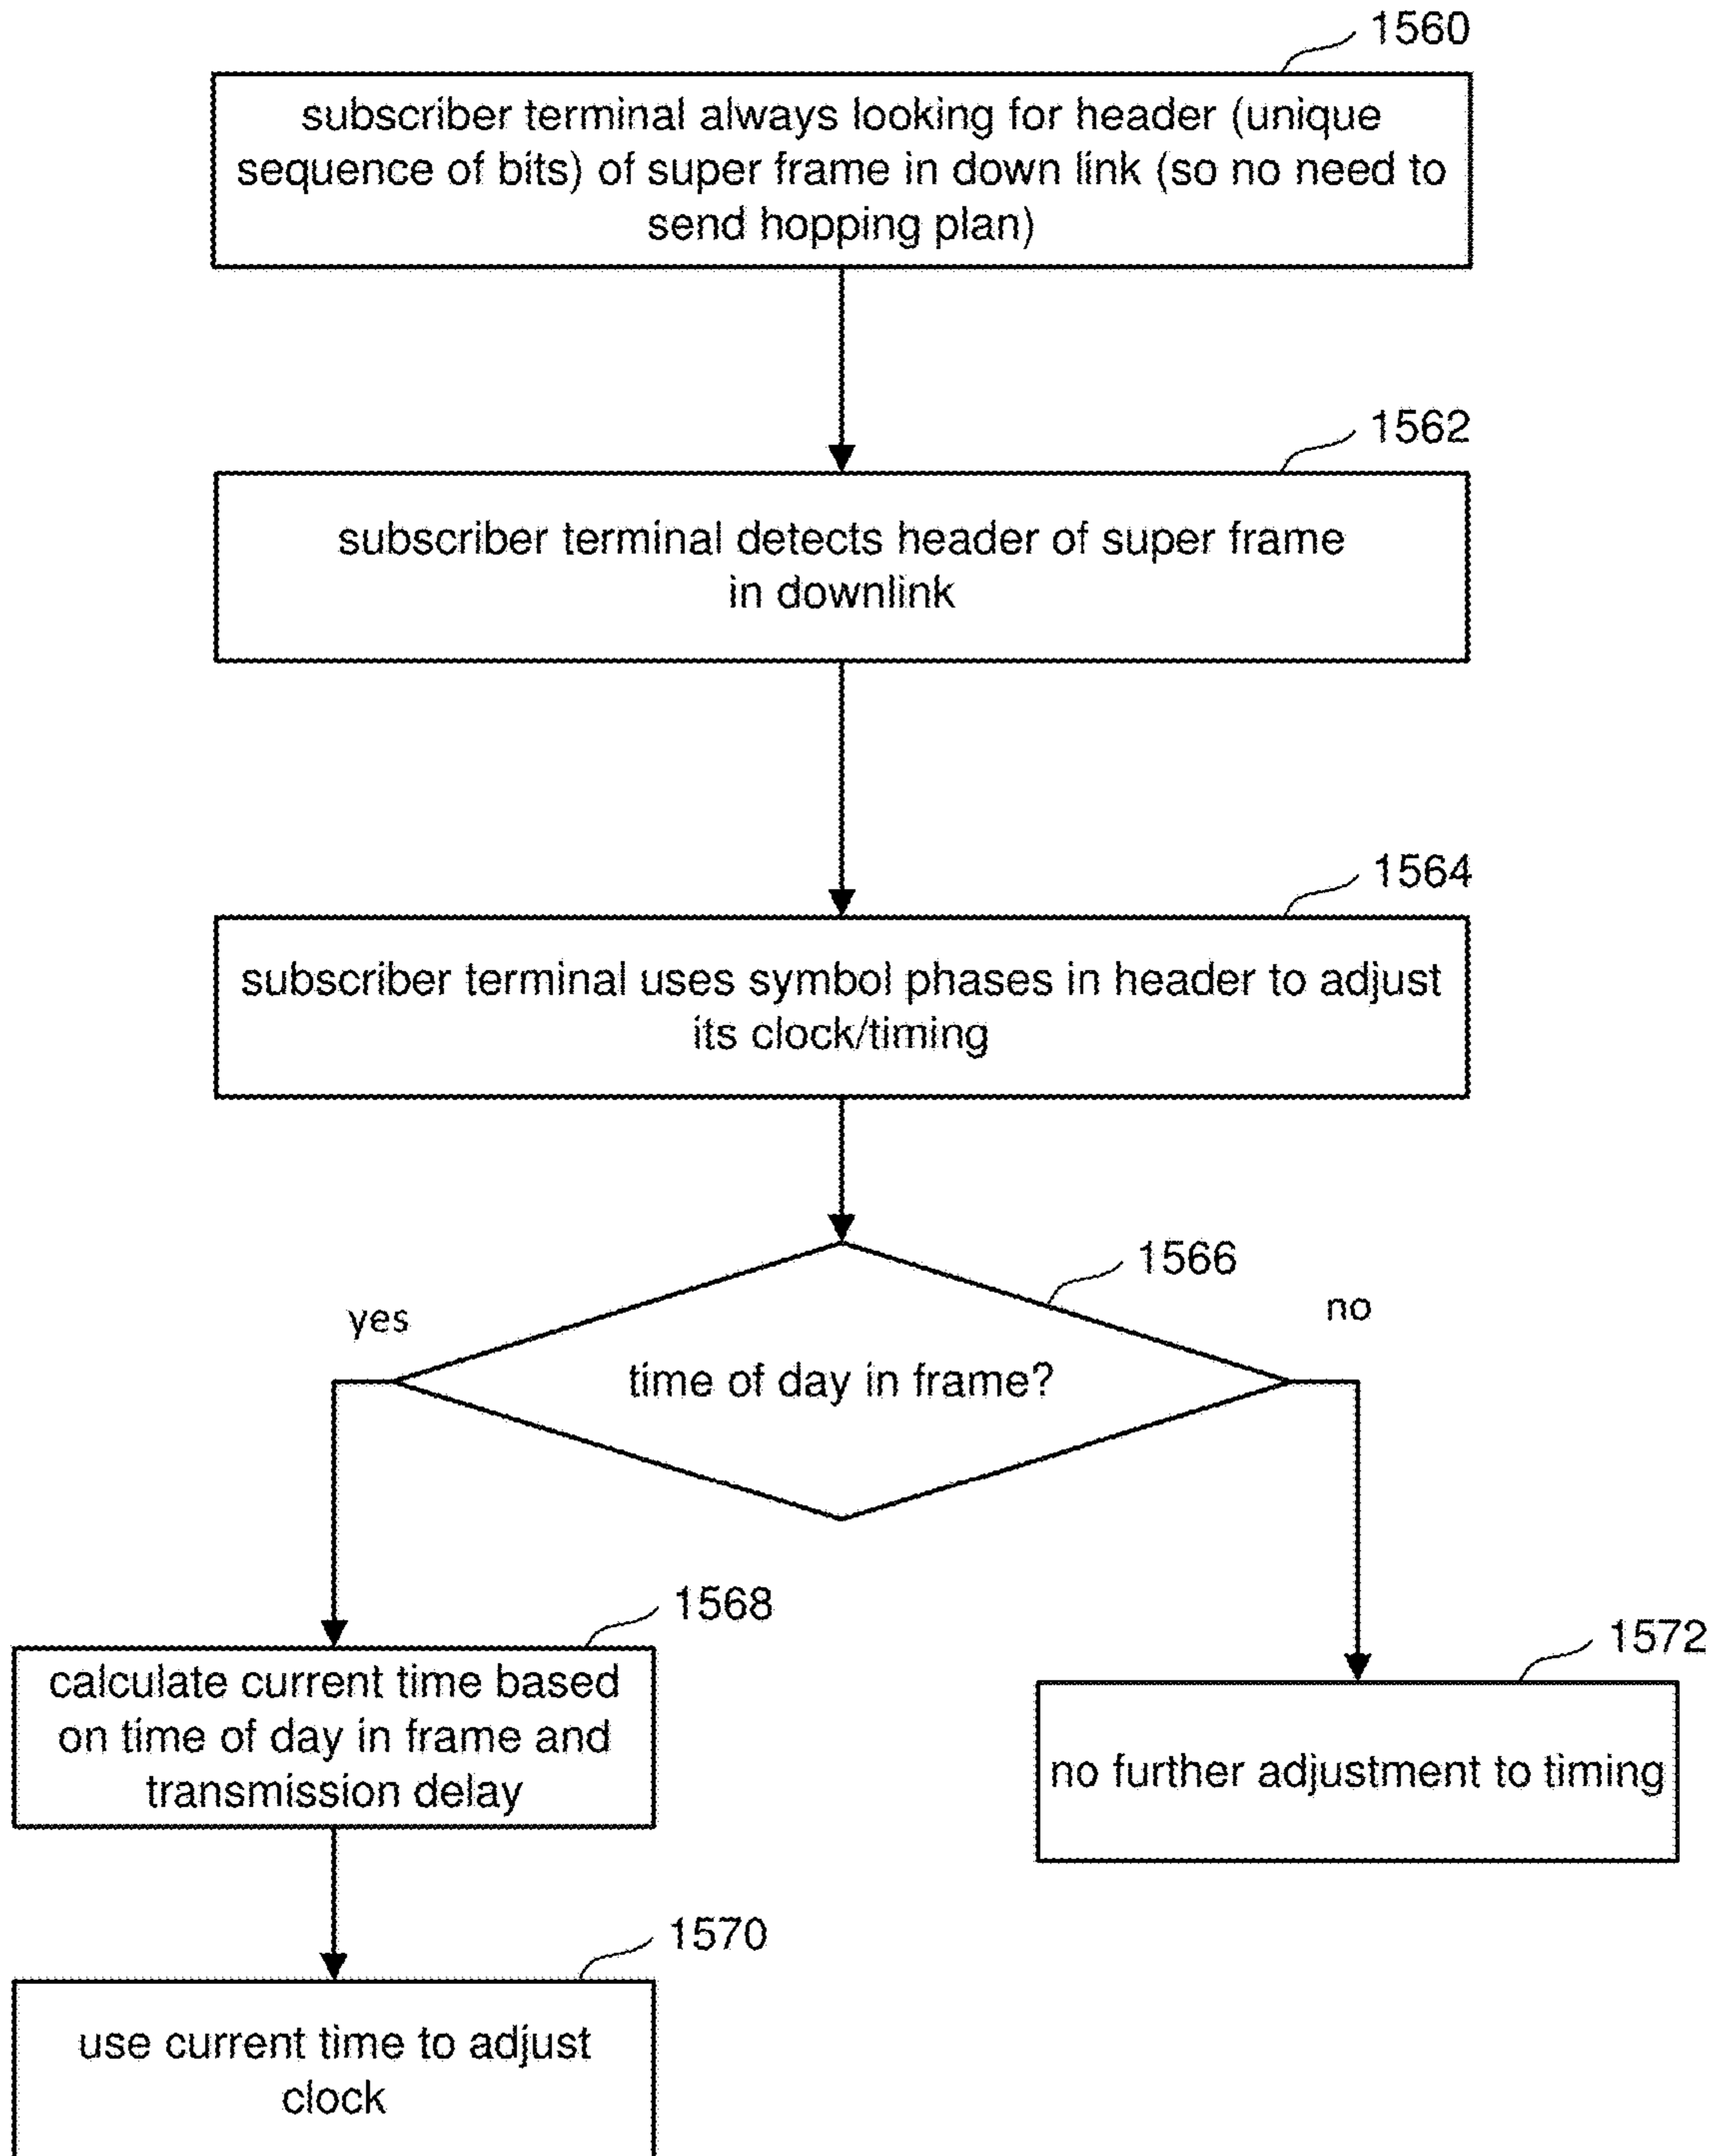 1560
subscriber terminal always looking for header (unique
sequence of bits) of super frame in down link (so no need to
send hopping plan)
1562
subscriber terminal detects header of super frame
in downlink
1564
subscriber terminal uses symbol phases in header to adjust
its clock/timing
1566
yes
no
time of day in frame?
1568
calculate current time based
on time of day in frame and
transmission delay
1572
no further adjustment to timing
1570
use current time to adjust
clock